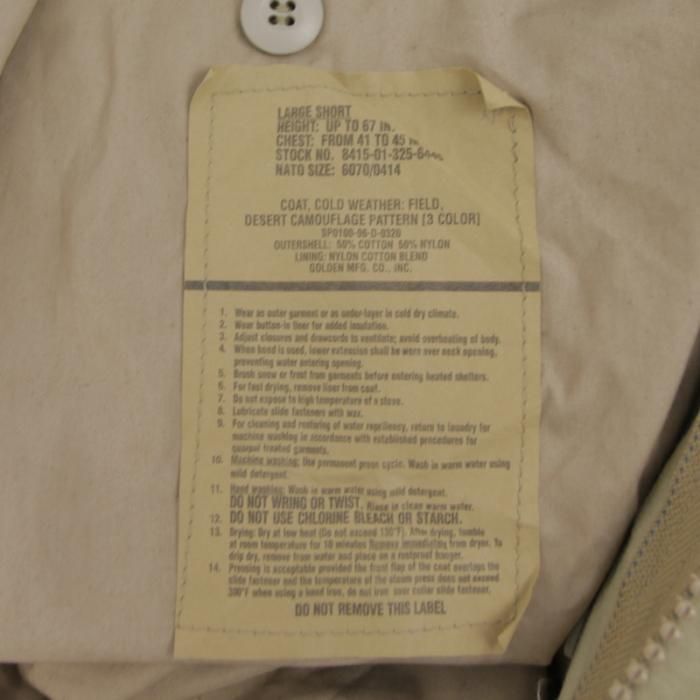 LARGE SHORT
HEIGHT: UP TO 67 IN.
CHEST: FROM 41 TO 45
STOCK NO. 8415-01-325-
NATO SIZE: 6070/0414
COAT, COLD WEATHER: FIELD,
DESERT CAMOUFLAGE PATTERN [3 COLOR]
SP0100-96-D-0320
OUTERSHELL: 50% COTTON 50% NYLON
LINING: NYLON COTTON BLEND
GOLDEN MFG. CO., INC.
1. Wear as outer garment or as under-layer in cold dry climate.
2. Wear button-in liner for added insulation.
3. Adjust closures and drawcords to ventilate; avoid overheating of body.
4. When hood is used, lower extension shall be worn over neck opening,
preventing water entering opening.
5. Brush snow or frost from garments before entering heated shelters.
6. For fast drying, remove liner from coat.
7. Do not expose to high temperature of a stove.
8. Lubricate slide fasteners with wax.
9. For cleaning and restoring of water repellency, return to laundry for
machine washing in accordance with established procedures for
quarpel treated garments.
10. Machine washing: Use permanent press cycle. Wash in warm water using
mild detergent.
11. Hand washing: Wash in warm water using mild detergent.
DO NOT WRING OR TWIST. Rinse in clean warm water.
12. DO NOT USE CHLORINE BLEACH OR STARCH.
13. Drying: Dry at low heat (Do not exceed 130°F). After drying, tumble
at room temperature for 10 minutes Remove immediately from dryer. To
drip dry, remove from water and place on a rustproof hanger.
14. Pressing is acceptable provided the front flap of the coat overlaps the
slide fastener and the temperature of the steam press does not exceed
300°F when using a hand iron, do not iron over collar slide fastener.
DO NOT REMOVE THIS LABEL